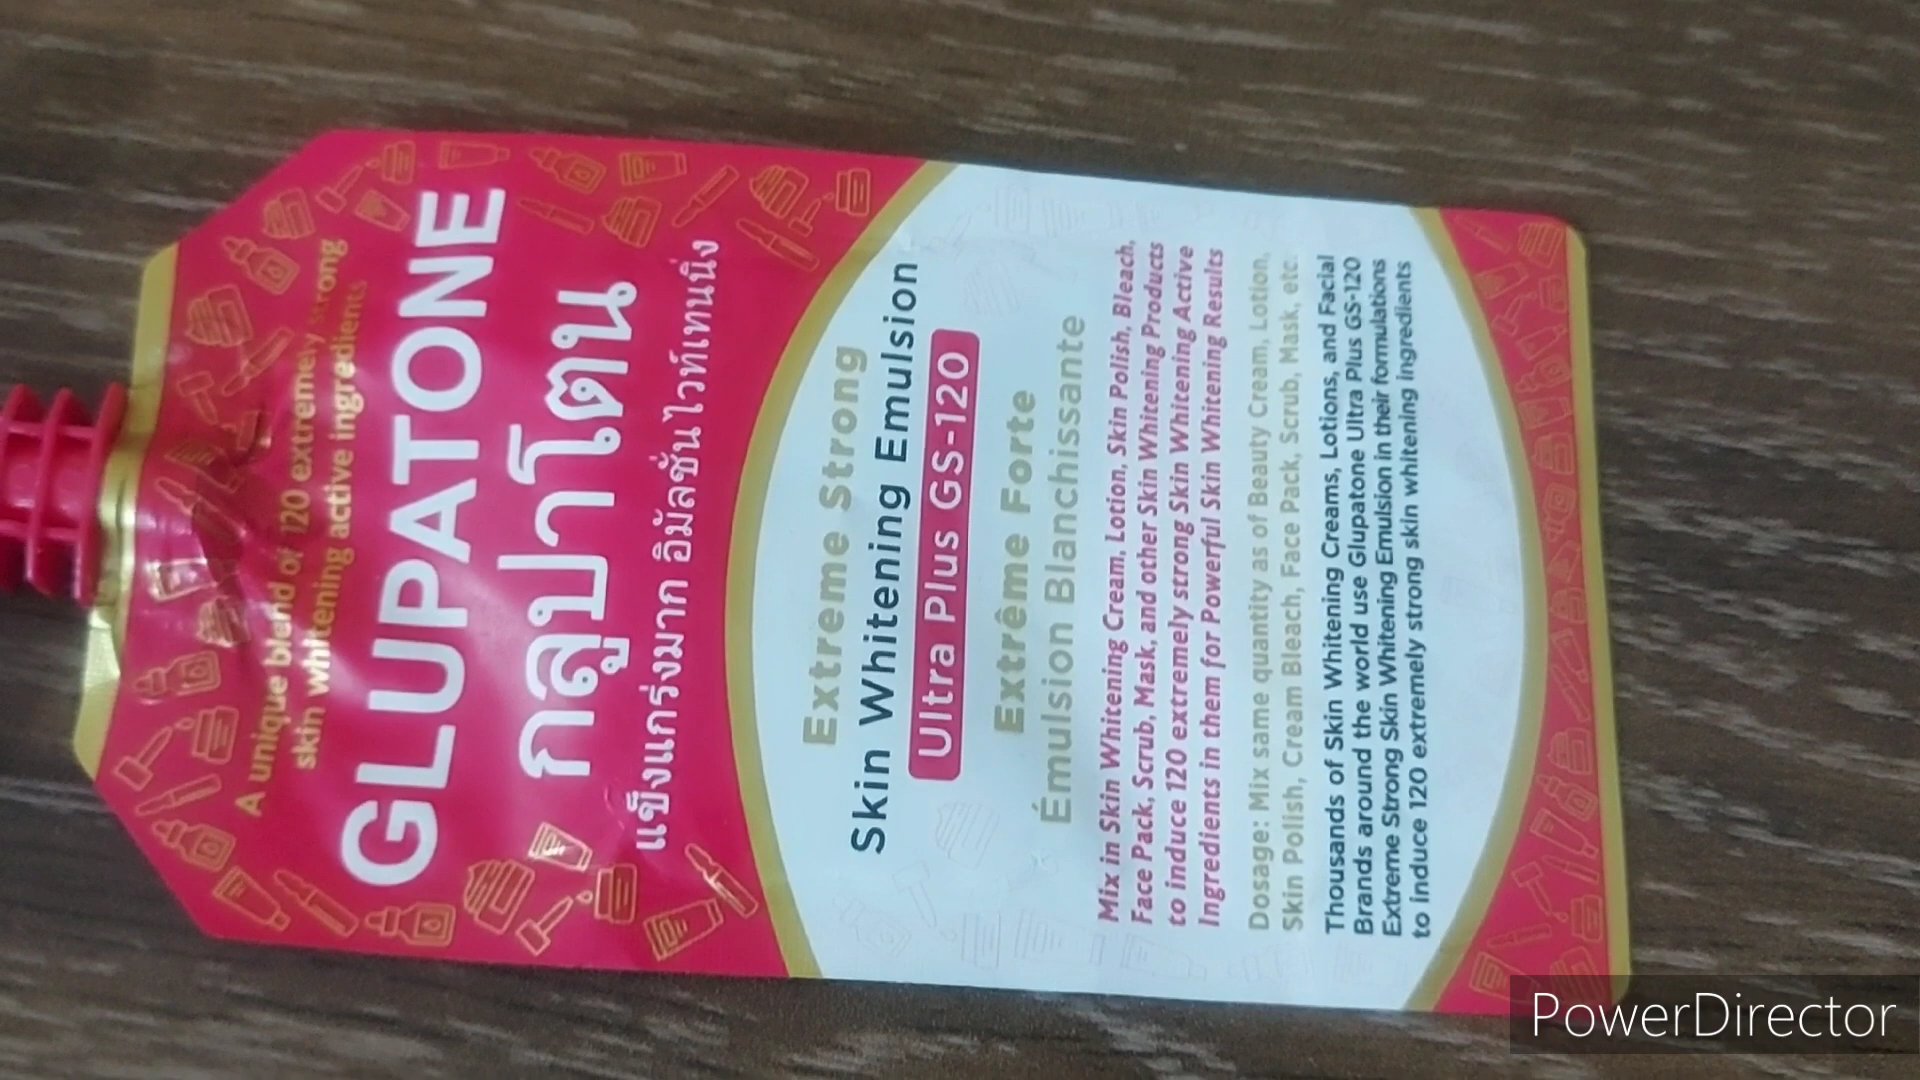 A unique blend of 120 extremely strong
skin whitening active ingredients
GLUPATONE
กลูปาโตน
แข็งแกร่งมาก อิมัลชั่นไวท์เทนนิ่ง
Extreme Strong
Skin Whitening Emulsion
Ultra Plus GS-120
Extrême Forte
Émulsion Blanchissante
Mix in Skin Whitening Cream, Lotion, Skin Polish, Bleach,
Face Pack, Scrub, Mask, and other Skin Whitening Products
to induce 120 extremely strong Skin Whitening Active
Ingredients in them for Powerful Skin Whitening Results
Dosage: Mix same quantity as of Beauty Cream, Lotion,
Skin Polish, Cream Bleach, Face Pack, Scrub, Mask, etc.
Thousands of Skin Whitening Creams, Lotions, and Facial
Brands around the world use Glupatone Ultra Plus GS-120
Extreme Strong Skin Whitening Emulsion in their formulations
to induce 120 extremely strong skin whitening ingredients
PowerDirector